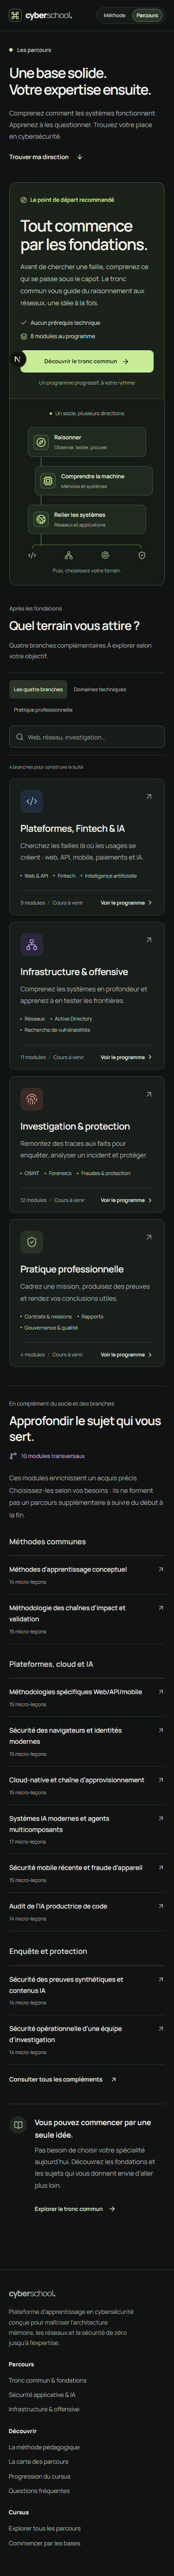 cyberschool.
Méthode
Parcours
Les parcours
Une base solide.
Votre expertise ensuite.
Comprenez comment les systèmes fonctionnent.
Apprenez à les questionner. Trouvez votre place
en cybersécurité.
Trouver ma direction
Le point de départ recommandé
Tout commence
par les fondations.
Avant de chercher une faille, comprenez ce
qui se passe sous le capot. Le tronc
commun vous guide du raisonnement aux
réseaux, une idée à la fois.
Aucun prérequis technique
8 modules au programme
N
Découvrir le tronc commun
Un programme progressif, à votre rythme
Un socle, plusieurs directions
Raisonner
Observer, tester, prouver
Comprendre la machine
Mémoire et systèmes
Relier les systèmes
Réseaux et applications
Puis, choisissez votre terrain.
Après les fondations
Quel terrain vous attire ?
Quatre branches complémentaires.À explorer selon
votre objectif.
Les quatre branches
Domaines techniques
Pratique professionnelle
Web, réseau, investigation…
4 branches pour construire la suite
Plateformes, Fintech & IA
Cherchez les failles là où les usages se
créent : web, API, mobile, paiements et IA.
Web & API
Fintech
Intelligence artificielle
9 modules / Cours à venir
Voir le programme
Infrastructure & offensive
Comprenez les systèmes en profondeur et
apprenez à en tester les frontières.
Réseaux
Active Directory
Recherche de vulnérabilités
11 modules / Cours à venir
Voir le programme
Investigation & protection
Remontez des traces aux faits pour
enquêter, analyser un incident et protéger.
OSINT
Forensics
Fraudes & protection
12 modules / Cours à venir
Voir le programme
Pratique professionnelle
Cadrez une mission, produisez des preuves
et rendez vos conclusions utiles.
Contrats & missions
Rapports
Gouvernance & qualité
4 modules / Cours à venir
Voir le programme
En complément du socle et des branches
Approfondir le sujet qui vous
sert.
10 modules transversaux
Ces modules enrichissent un acquis précis.
Choisissez-les selon vos besoins : ils ne forment
pas un parcours supplémentaire à suivre du début à
la fin.
Méthodes communes
Méthodes d'apprentissage conceptuel
14 micro-leçons
Méthodologie des chaînes d'impact et
validation
15 micro-leçons
Plateformes, cloud et IA
Méthodologies spécifiques Web/API/mobile
15 micro-leçons
Sécurité des navigateurs et identités
modernes
15 micro-leçons
Cloud-native et chaîne d'approvisionnement
15 micro-leçons
Systèmes IA modernes et agents
multicomposants
17 micro-leçons
Sécurité mobile récente et fraude d'appareil
15 micro-leçons
Audit de l'IA productrice de code
14 micro-leçons
Enquête et protection
Sécurité des preuves synthétiques et
contenus IA
14 micro-leçons
Sécurité opérationnelle d'une équipe
d'investigation
14 micro-leçons
Consulter tous les compléments
Vous pouvez commencer par une
seule idée.
Pas besoin de choisir votre spécialité
aujourd'hui. Découvrez les fondations et
les sujets qui vous donnent envie d'aller
plus loin.
Explorer le tronc commun
cyberschool.
Plateforme d'apprentissage en cybersécurité
conçue pour maîtriser l'architecture
mémoire, les réseaux et la sécurité de zéro
jusqu'à l'expertise.
Parcours
Tronc commun & fondations
Sécurité applicative & IA
Infrastructure & offensive
Découvrir
La méthode pédagogique
La carte des parcours
Progression du cursus
Questions fréquentes
Cursus
Explorer tous les parcours
Commencer par les bases